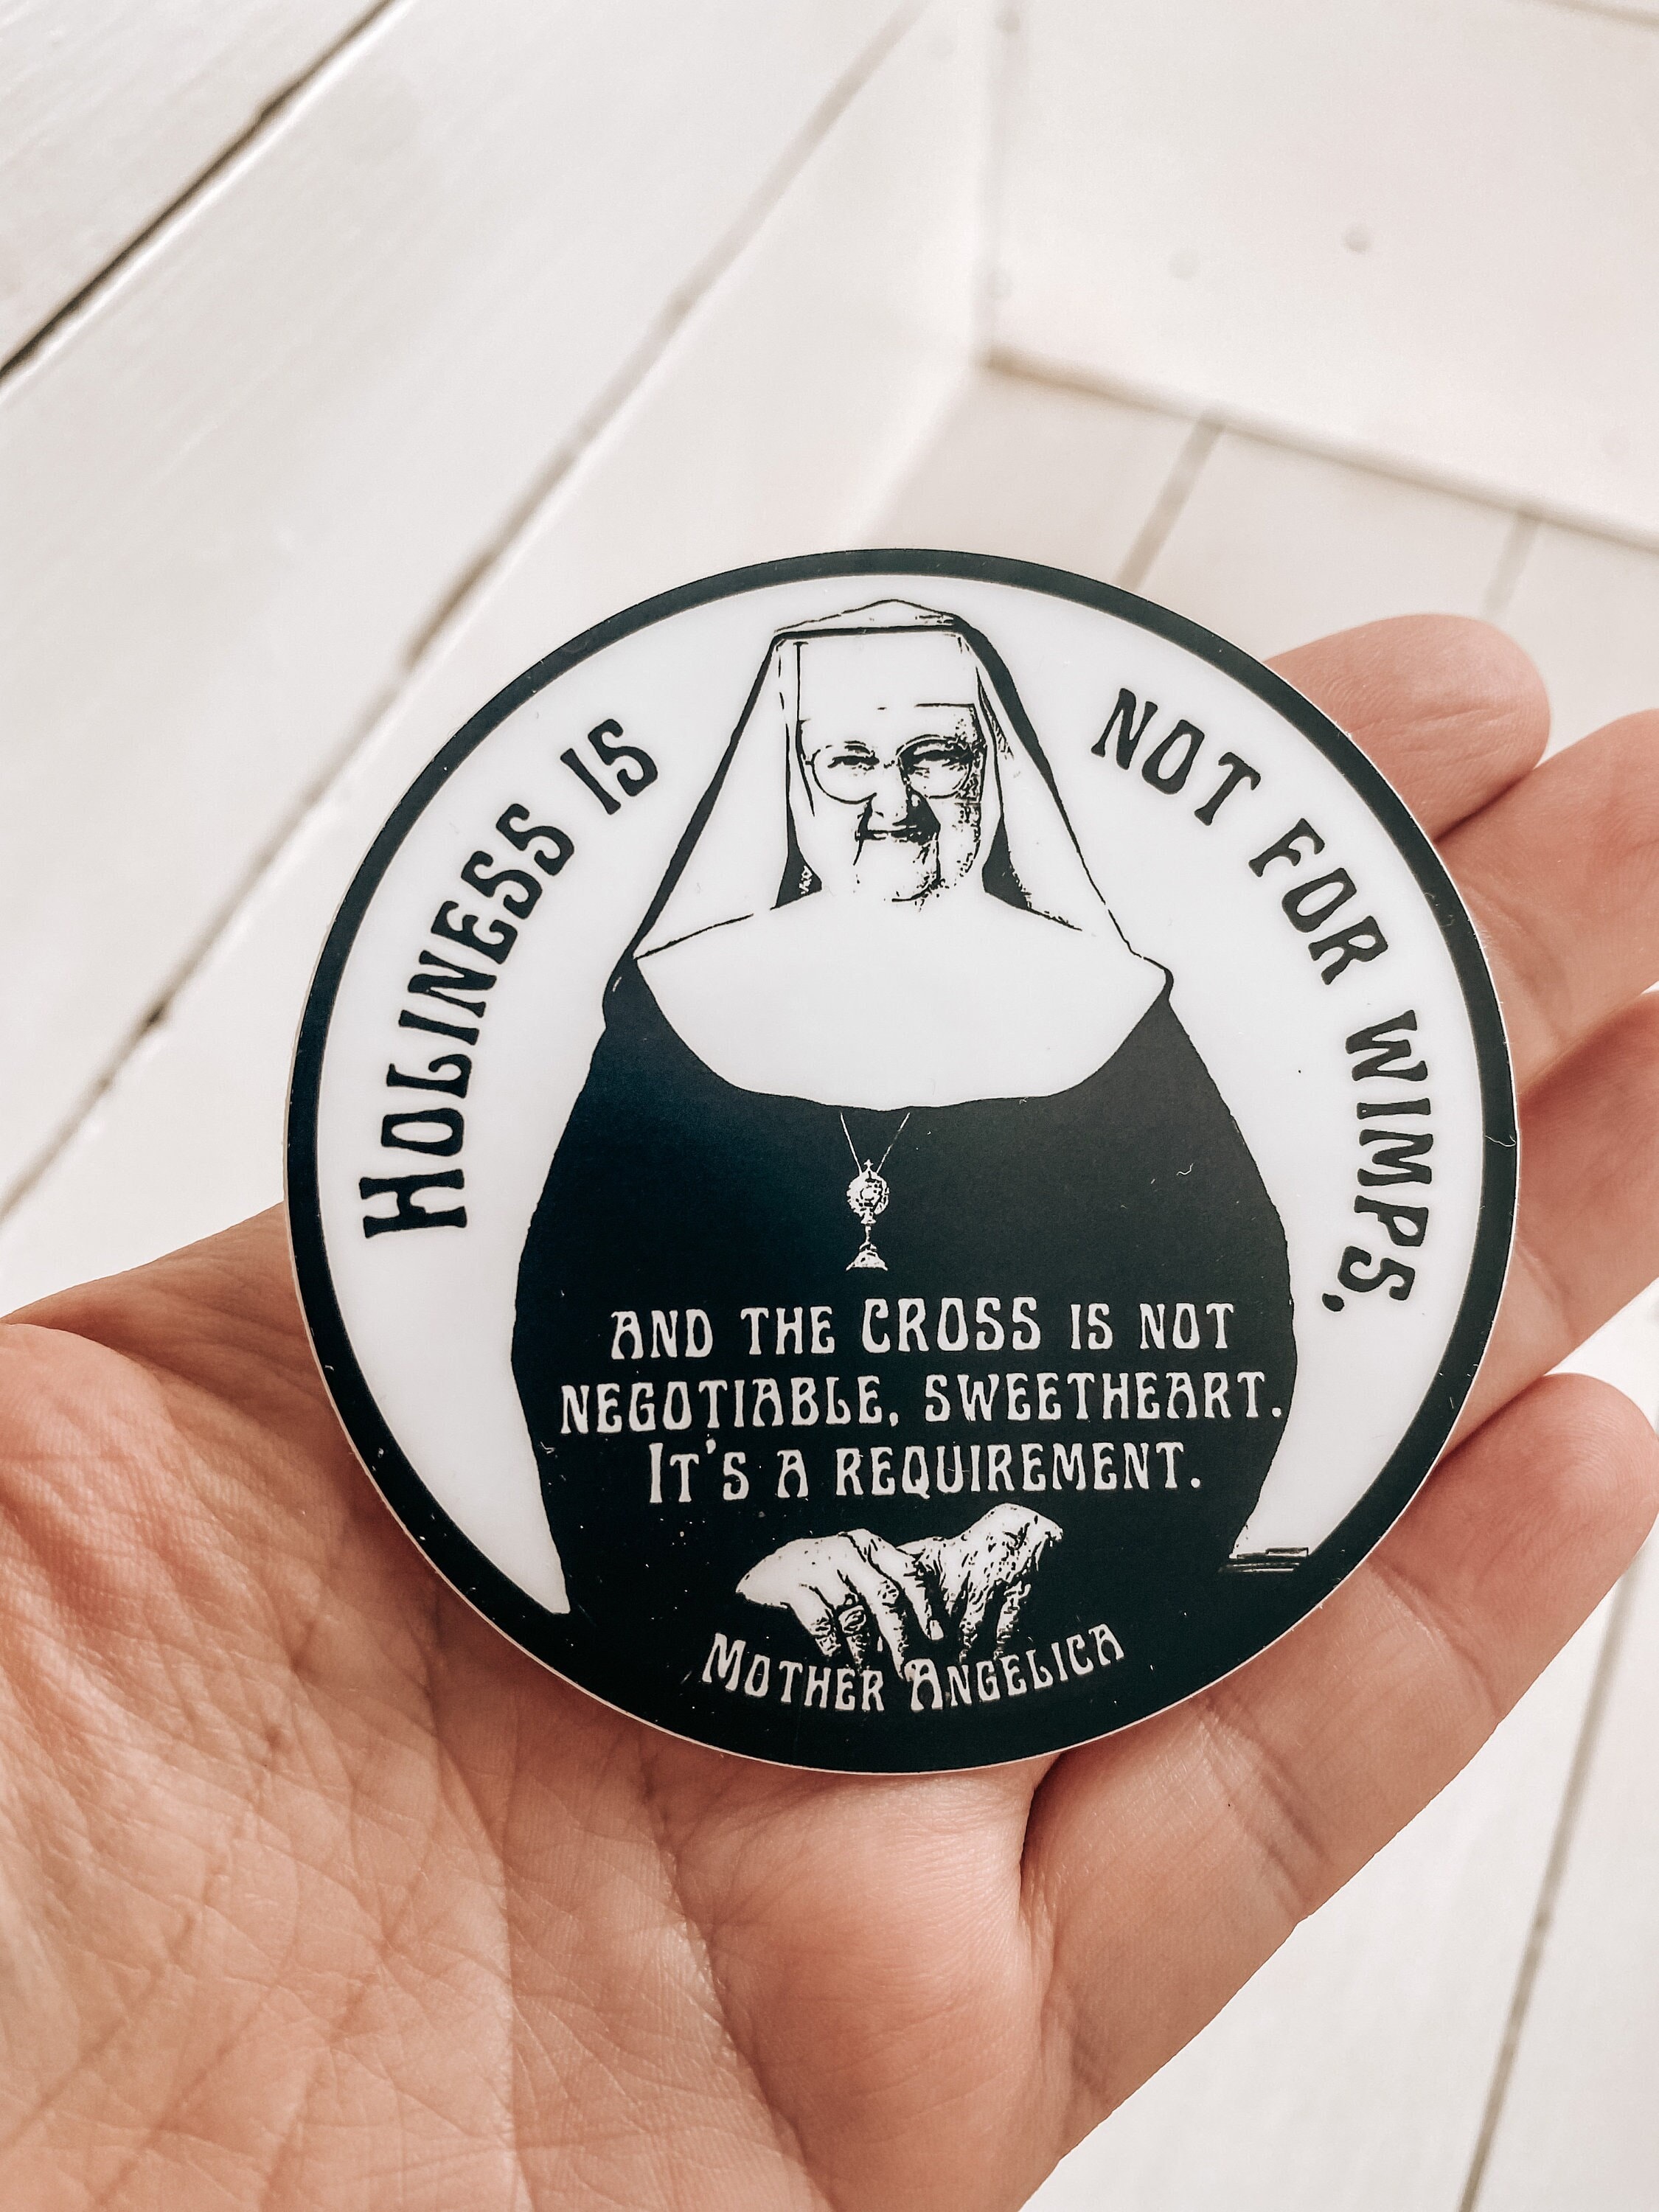 HOLINESS IS NOT FOR WIMPS.
AND THE CROSS IS NOT
NEGOTIABLE, SWEETHEART.
IT'S A REQUIREMENT.
MOTHER ANGELICA